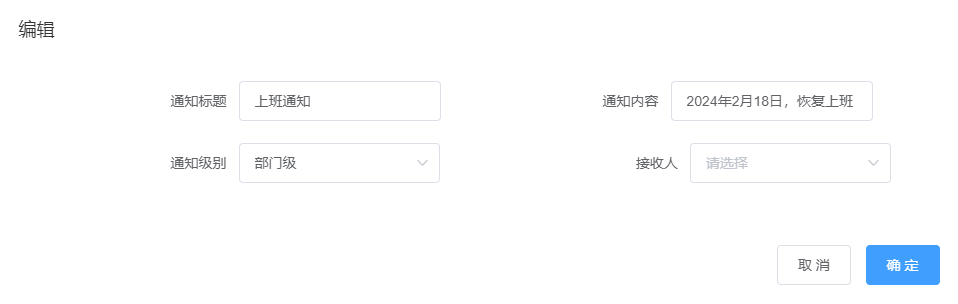 编辑
通知标题 上班通知 通知内容 2024年2月18日，恢复上班
通知级别 部门级 接收人 请选择
取 消 确 定